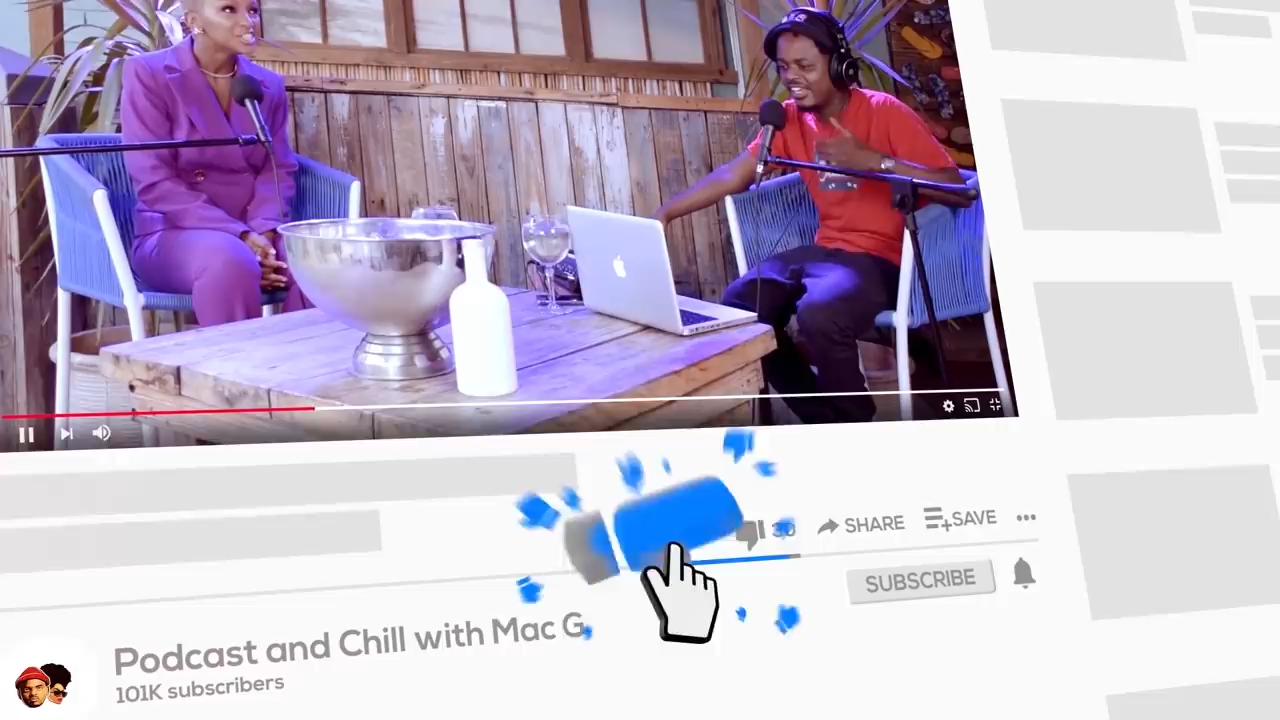 SHARE
SAVE
SUBSCRIBE
Podcast and Chill with Mac G
101K subscribers